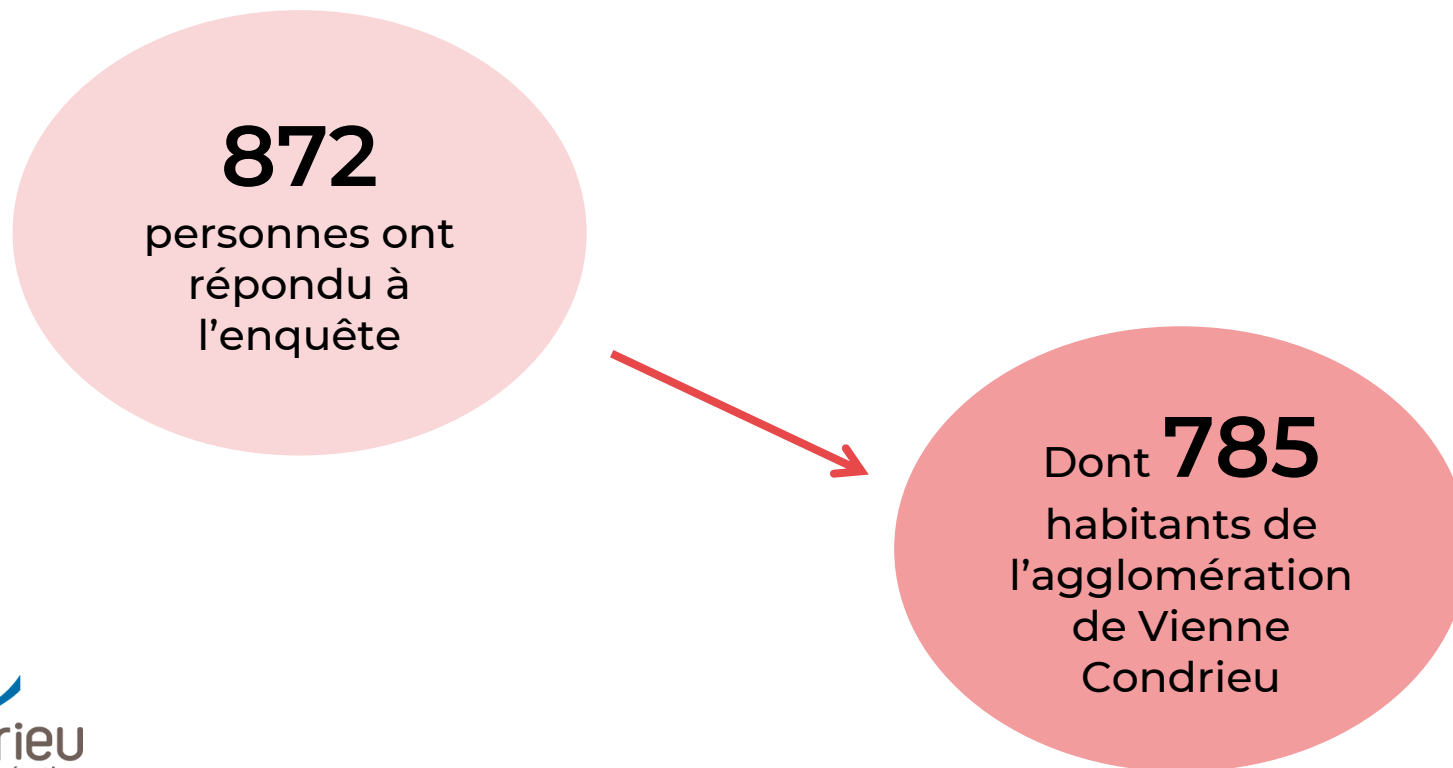 872
personnes ont
répondu à
l’enquête
Dont 785
habitants de
l’agglomération
de Vienne
Condrieu
rieu